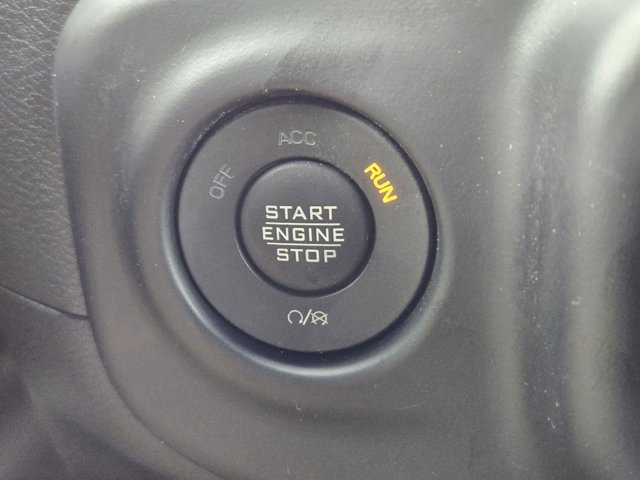 ACC
OFF
RUN
START
ENGINE
STOP